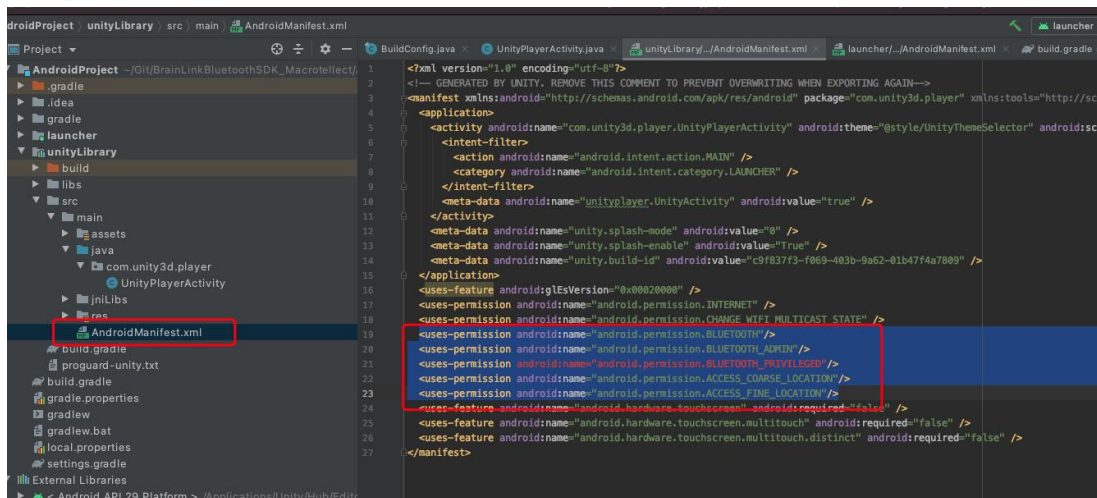 droidProject › unityLibrary › src › main › AndroidManifest.xml
launcher
Project
BuildConfig.java
UnityPlayerActivity.java
unityLibrary/.../AndroidManifest.xml
launcher/.../AndroidManifest.xml
build.gradle
AndroidProject ~/Git/BrainLinkBluetoothSDK_Macrotellect/
.gradle
.idea
gradle
launcher
unityLibrary
build
libs
src
main
assets
java
com.unity3d.player
UnityPlayerActivity
jniLibs
res
AndroidManifest.xml
build.gradle
proguard-unity.txt
build.gradle
gradle.properties
gradlew
gradlew.bat
local.properties
settings.gradle
External Libraries
< Android API 29 Platform > /Applications/Unity/Hub/Edit
1 <?xml version="1.0" encoding="utf-8"?>
2 <!-- GENERATED BY UNITY. REMOVE THIS COMMENT TO PREVENT OVERWRITING WHEN EXPORTING AGAIN-->
3 <manifest xmlns:android="http://schemas.android.com/apk/res/android" package="com.unity3d.player" xmlns:tools="http://sc
4 <application>
5 <activity android:name="com.unity3d.player.UnityPlayerActivity" android:theme="@style/UnityThemeSelector" android:sc
6 <intent-filter>
7 <action android:name="android.intent.action.MAIN" />
8 <category android:name="android.intent.category.LAUNCHER" />
9 </intent-filter>
10 <meta-data android:name="unityplayer.UnityActivity" android:value="true" />
11 </activity>
12 <meta-data android:name="unity.splash-mode" android:value="0" />
13 <meta-data android:name="unity.splash-enable" android:value="True" />
14 <meta-data android:name="unity.build-id" android:value="c9f837f3-f069-403b-9a62-01b47f4a7809" />
15 </application>
16 <uses-feature android:glEsVersion="0x00020000" />
17 <uses-permission android:name="android.permission.INTERNET" />
18 <uses-permission android:name="android.permission.CHANGE_WIFI_MULTICAST_STATE" />
19 <uses-permission android:name="android.permission.BLUETOOTH"/>
20 <uses-permission android:name="android.permission.BLUETOOTH_ADMIN"/>
21 <uses-permission android:name="android.permission.BLUETOOTH_PRIVILEGED"/>
22 <uses-permission android:name="android.permission.ACCESS_COARSE_LOCATION"/>
23 <uses-permission android:name="android.permission.ACCESS_FINE_LOCATION"/>
24 <uses-feature android:name="android.hardware.touchscreen" android:required="false" />
25 <uses-feature android:name="android.hardware.touchscreen.multitouch" android:required="false" />
26 <uses-feature android:name="android.hardware.touchscreen.multitouch.distinct" android:required="false" />
27 </manifest>